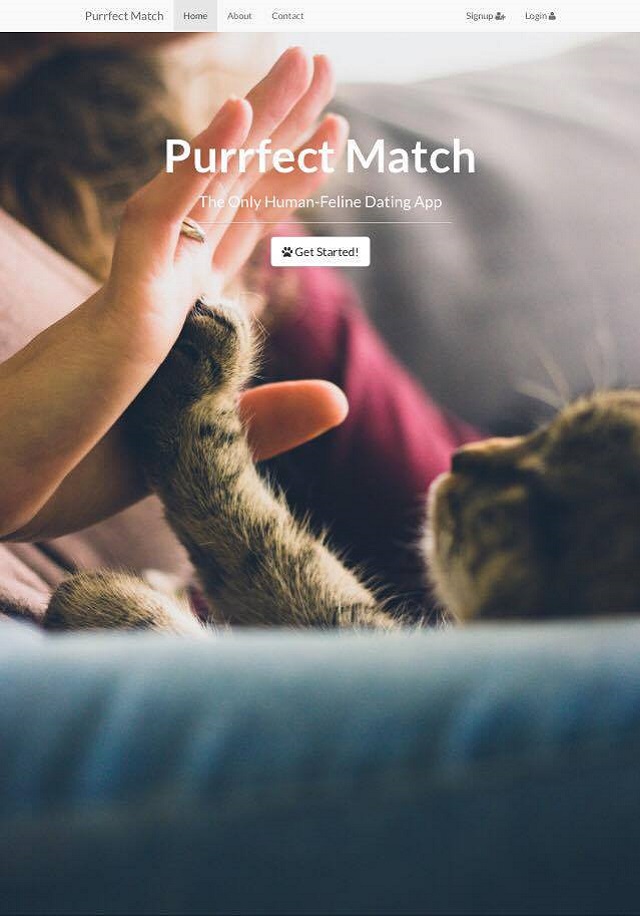 Purrfect Match Home About Contact Signup Login
Purrfect Match
The Only Human-Feline Dating App
Get Started!